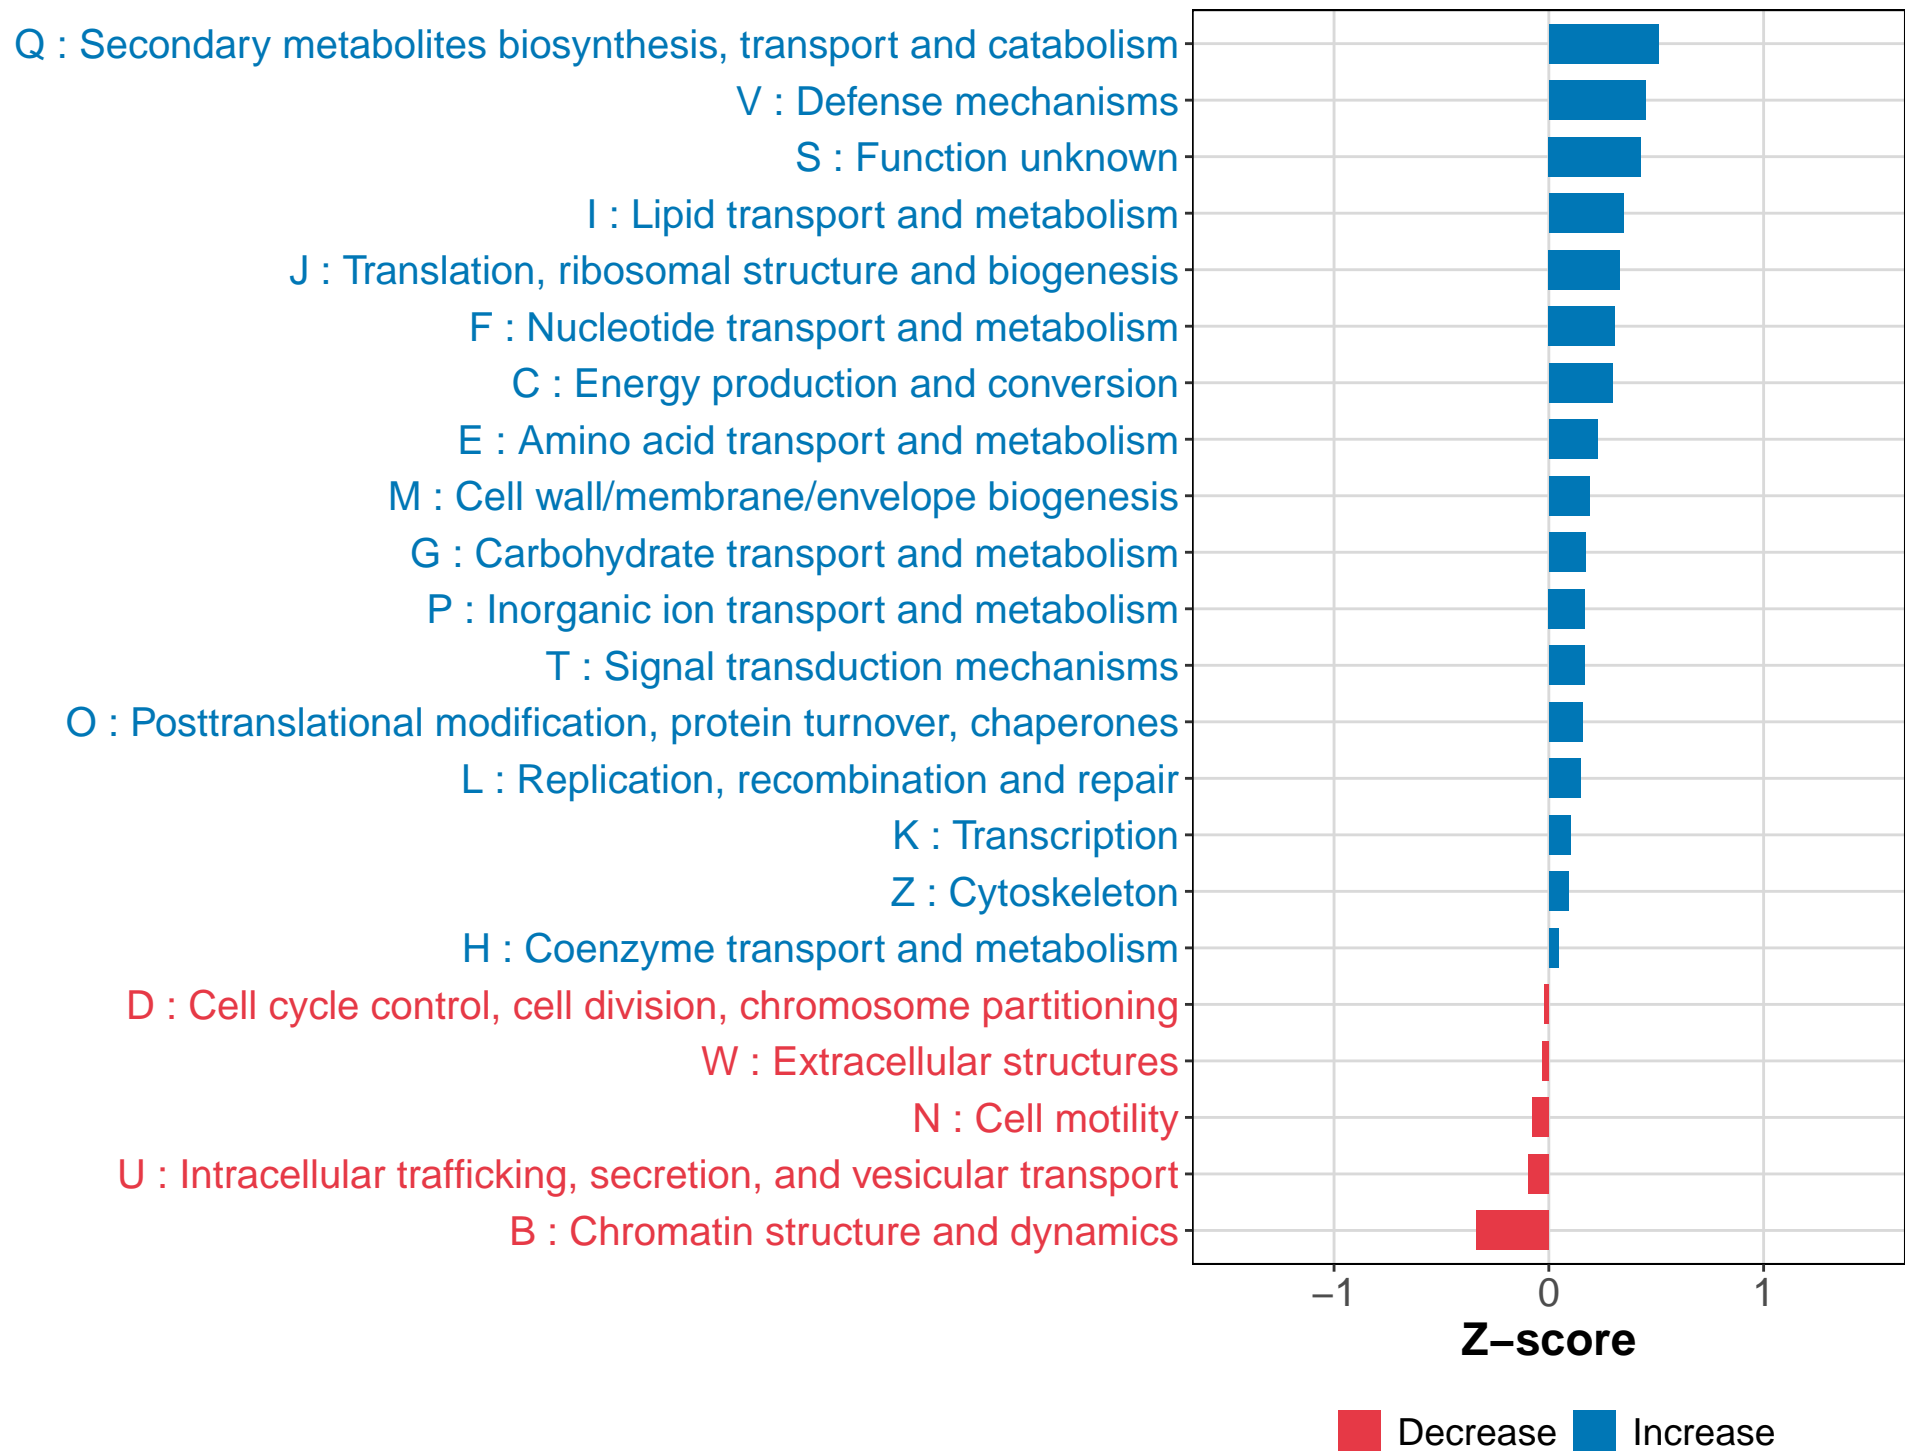 Q : Secondary metabolites biosynthesis, transport and catabolism
V : Defense mechanisms
S : Function unknown
I : Lipid transport and metabolism
J : Translation, ribosomal structure and biogenesis
F : Nucleotide transport and metabolism
C : Energy production and conversion
E : Amino acid transport and metabolism
M : Cell wall/membrane/envelope biogenesis
G : Carbohydrate transport and metabolism
P : Inorganic ion transport and metabolism
T : Signal transduction mechanisms
O : Posttranslational modification, protein turnover, chaperones
L : Replication, recombination and repair
K : Transcription
Z : Cytoskeleton
H : Coenzyme transport and metabolism
D : Cell cycle control, cell division, chromosome partitioning
W : Extracellular structures
N : Cell motility
U : Intracellular trafficking, secretion, and vesicular transport
B : Chromatin structure and dynamics
−1 0 1
Z−score
Decrease Increase